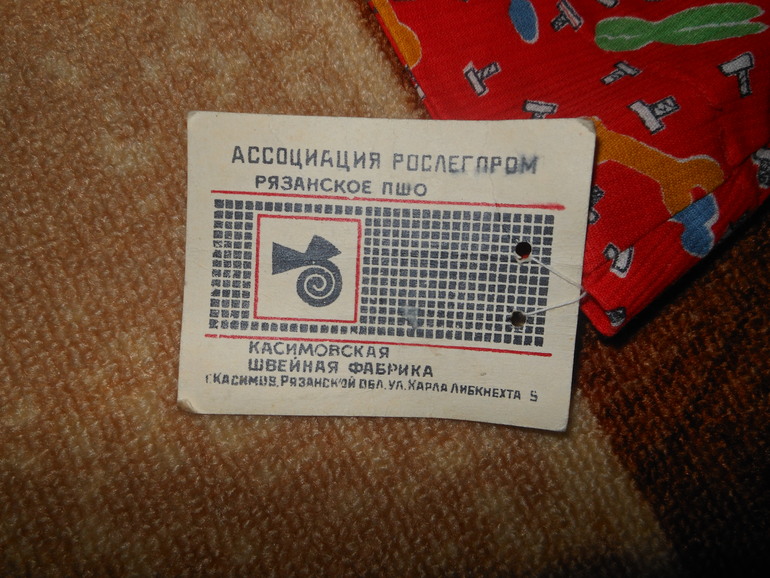 АССОЦИАЦИЯ РОСЛЕГПРОМ
РЯЗАНСКОЕ ПШО
КАСИМОВСКАЯ
ШВЕЙНАЯ ФАБРИКА
Г.КАСИМОВ, РЯЗАНСКОЙ ОБЛ. УЛ. КАРЛА ЛИБКНЕХТА 5